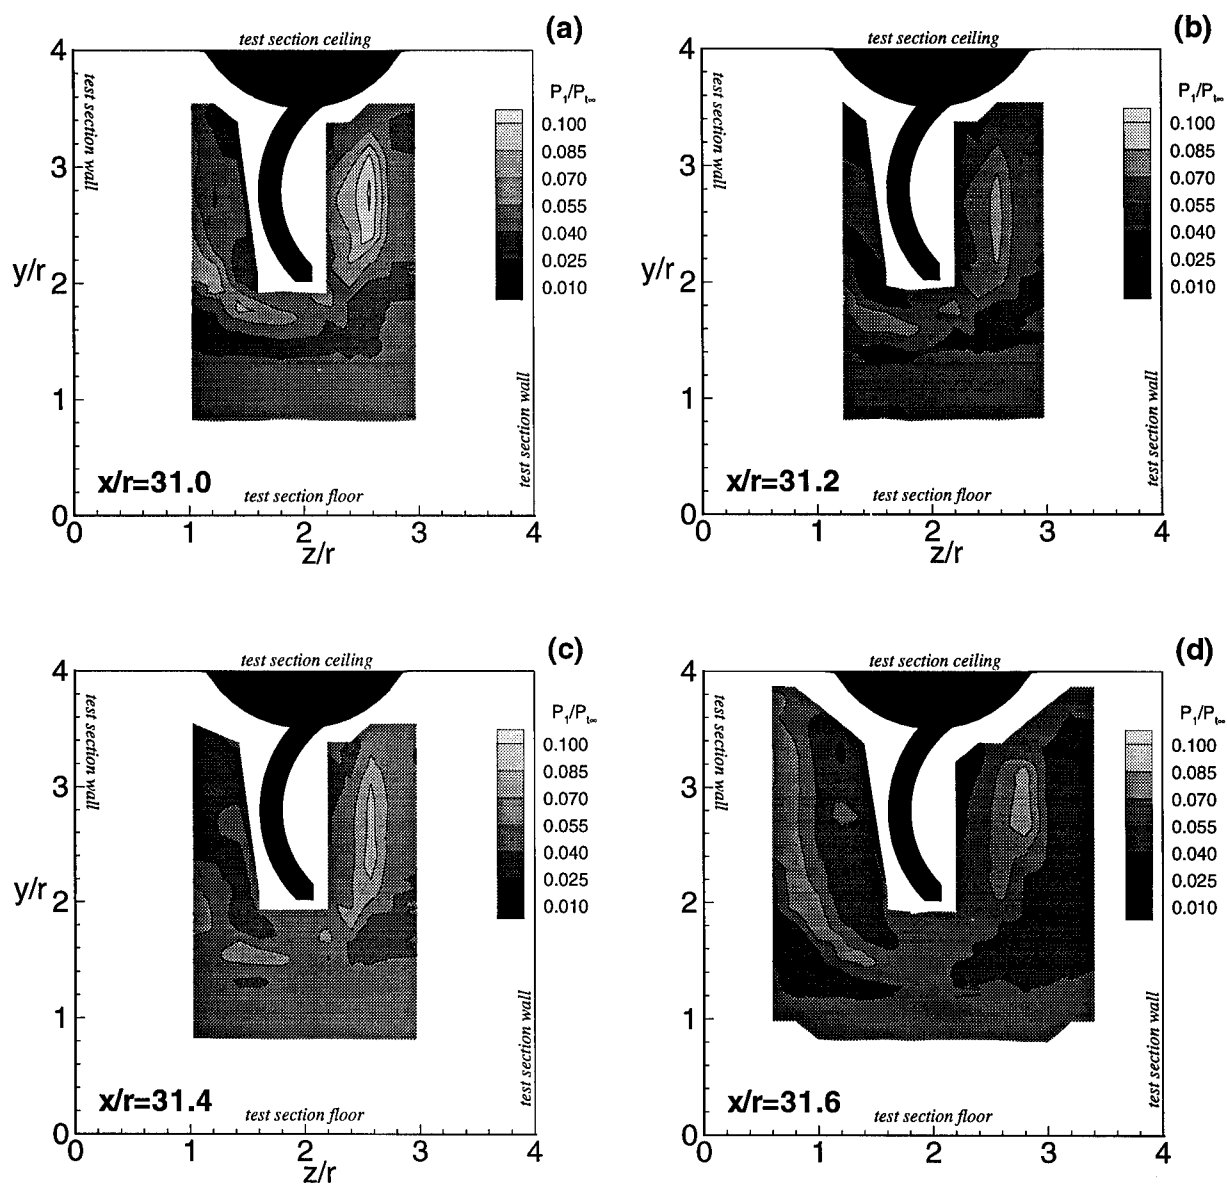 (a)
test section ceiling
4
3
2
1
0
y/r
test section wall
P1/Pt∞
0.100
0.085
0.070
0.055
0.040
0.025
0.010
test section wall
x/r=31.0
test section floor
0 1 2 3 4
z/r
(b)
test section ceiling
4
3
2
1
0
y/r
test section wall
P1/Pt∞
0.100
0.085
0.070
0.055
0.040
0.025
0.010
test section wall
x/r=31.2
test section floor
0 1 2 3 4
z/r
(c)
test section ceiling
4
3
2
1
0
y/r
test section wall
P1/Pt∞
0.100
0.085
0.070
0.055
0.040
0.025
0.010
test section wall
x/r=31.4
test section floor
0 1 2 3 4
z/r
(d)
test section ceiling
4
3
2
1
0
test section wall
P1/Pt∞
0.100
0.085
0.070
0.055
0.040
0.025
0.010
test section wall
x/r=31.6
test section floor
0 1 2 3 4
z/r